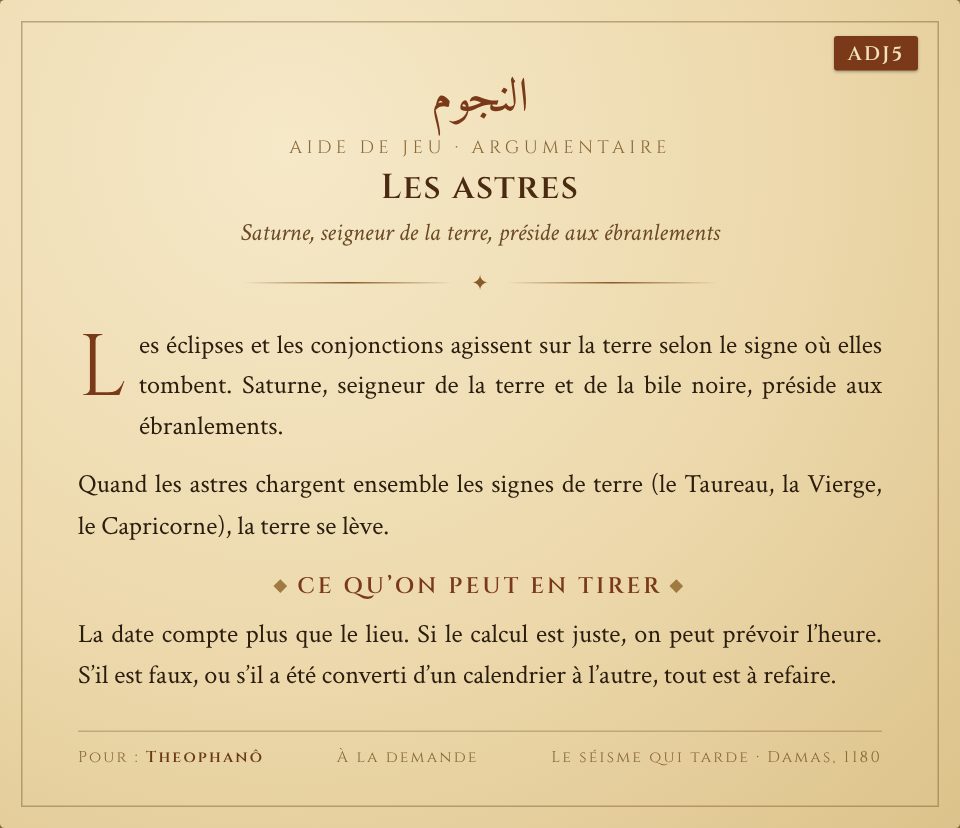 ADJ5
النجوم
AIDE DE JEU · ARGUMENTAIRE
Les astres
Saturne, seigneur de la terre, préside aux ébranlements
✦
Les éclipses et les conjonctions agissent sur la terre selon le signe où elles
tombent. Saturne, seigneur de la terre et de la bile noire, préside aux
ébranlements.
Quand les astres chargent ensemble les signes de terre (le Taureau, la Vierge,
le Capricorne), la terre se lève.
◆ CE QU’ON PEUT EN TIRER ◆
La date compte plus que le lieu. Si le calcul est juste, on peut prévoir l’heure.
S’il est faux, ou s’il a été converti d’un calendrier à l’autre, tout est à refaire.
Pour : Theophanô
À la demande
Le séisme qui tarde · Damas, 1180